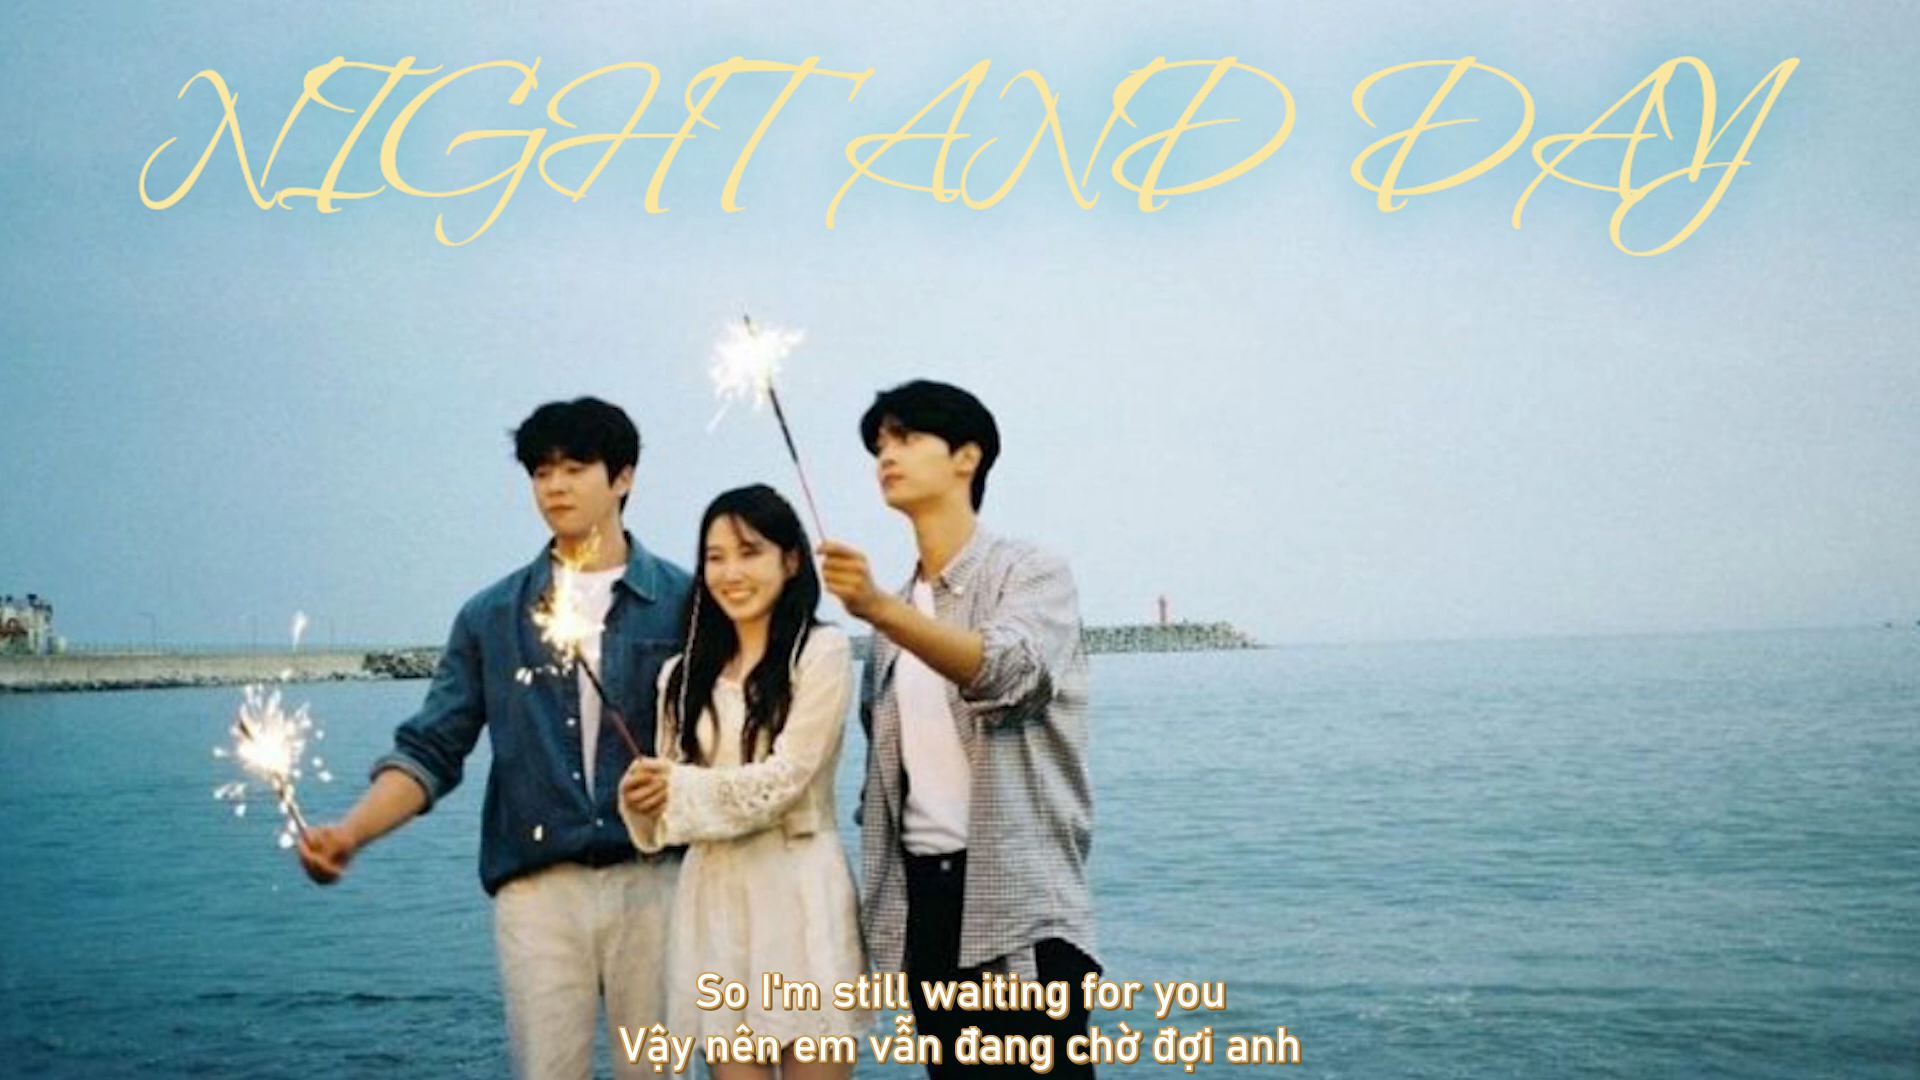 NIGHT AND DAY
So I'm still waiting for you
Vậy nên em vẫn đang chờ đợi anh